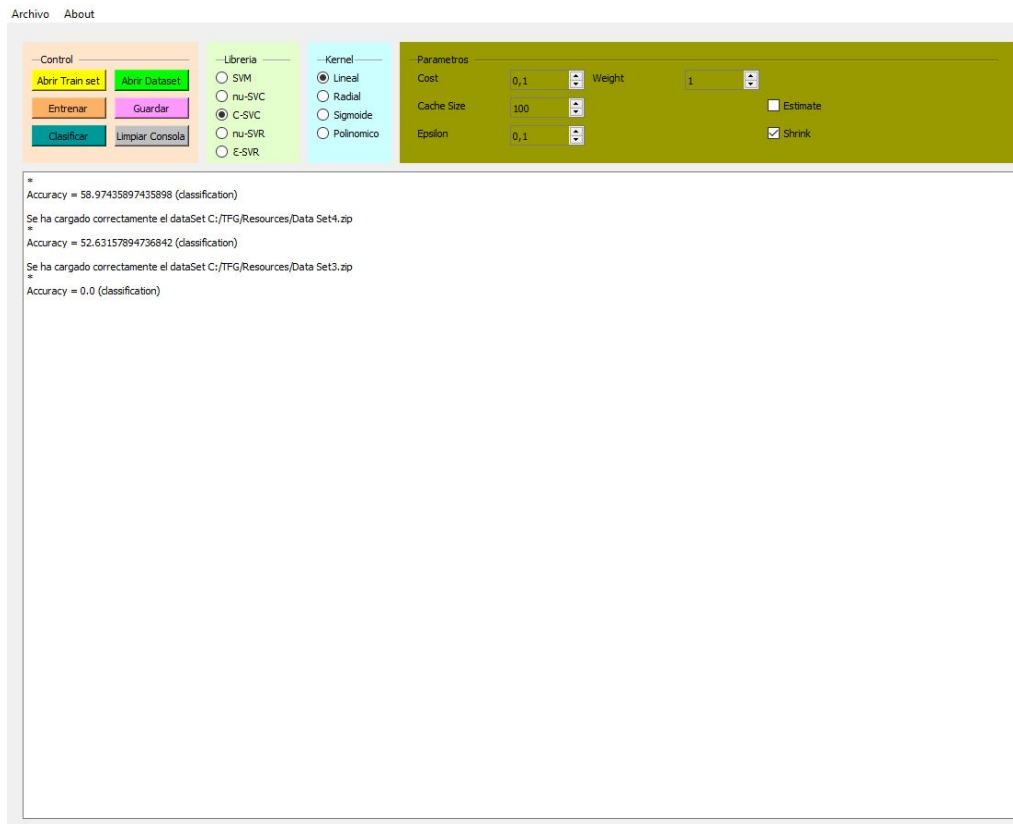 Archivo About
Control
Abrir Train set Abrir Dataset
Entrenar Guardar
Clasificar Limpiar Consola
Libreria
SVM
nu-SVC
C-SVC
nu-SVR
Ɛ-SVR
Kernel
Lineal
Radial
Sigmoide
Polinomico
Parametros
Cost 0,1 Weight 1
Cache Size 100 Estimate
Epsilon 0,1 Shrink
*
Accuracy = 58.97435897435898 (classification)
Se ha cargado correctamente el dataSet C:/TFG/Resources/Data Set4.zip
*
Accuracy = 52.63157894736842 (classification)
Se ha cargado correctamente el dataSet C:/TFG/Resources/Data Set3.zip
*
Accuracy = 0.0 (classification)